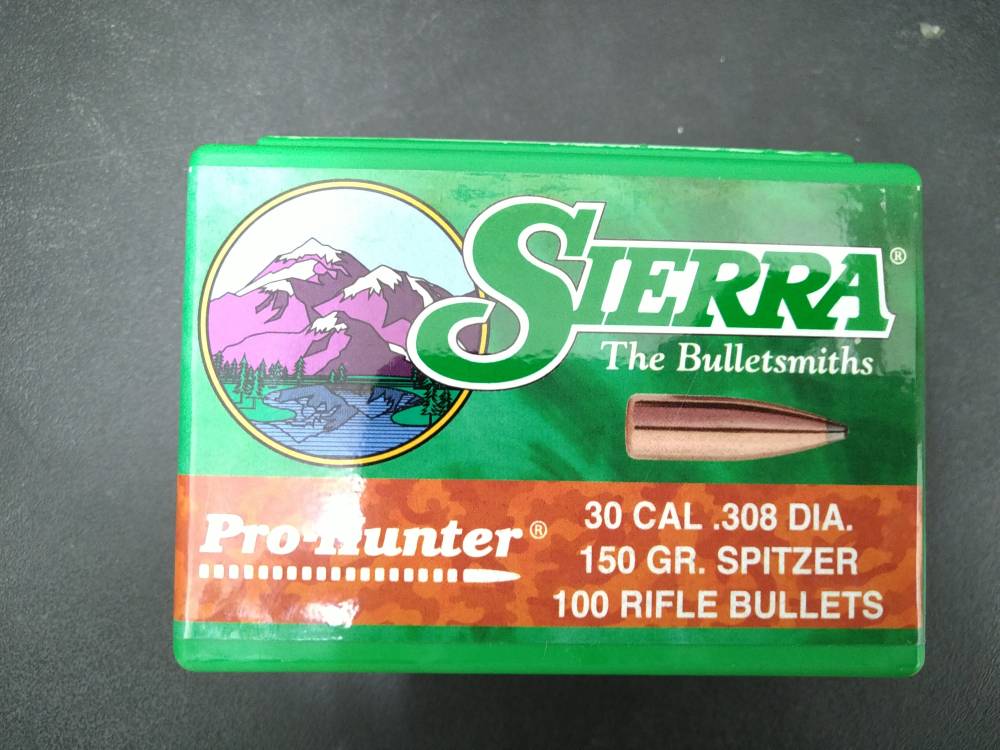 SIERRA®
The Bulletsmiths
Pro-Hunter®
30 CAL .308 DIA.
150 GR. SPITZER
100 RIFLE BULLETS